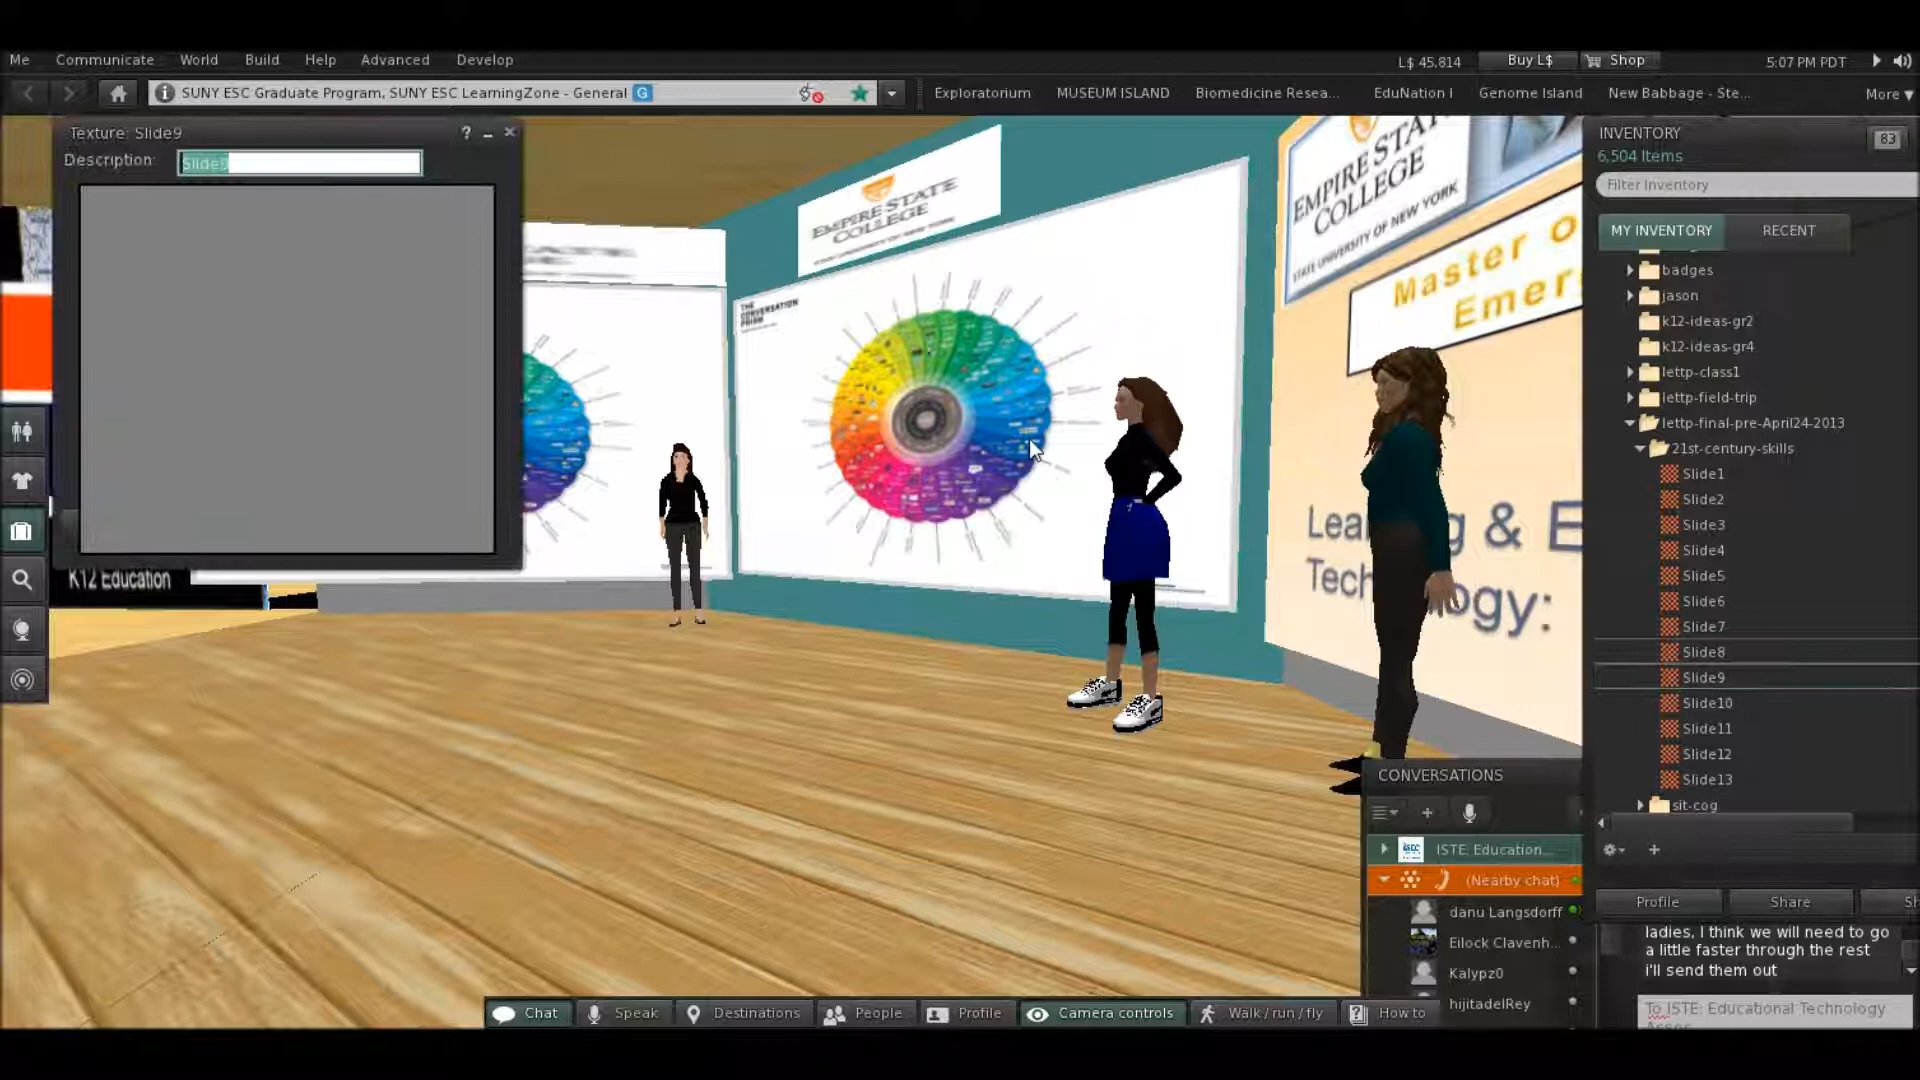 Me Communicate World Build Help Advanced Develop
L$ 45,814 Buy L$ Shop 5:07 PM PDT
SUNY ESC Graduate Program, SUNY ESC LearningZone - General G
Exploratorium MUSEUM ISLAND Biomedicine Resea... EduNation I Genome Island New Babbage - Ste... More
Texture: Slide9 ?
Description: Slide9
K12 Education
EMPIRE STATE
COLLEGE
THE
CONVERSATION
PRISM
EMPIRE STATE
COLLEGE
STATE UNIVERSITY OF NEW YORK
Master O
Emer
Lea g & E
Tech ogy:
INVENTORY
83
6,504 Items
Filter Inventory
MY INVENTORY RECENT
badges
jason
k12-ideas-gr2
k12-ideas-gr4
lettp-class1
lettp-field-trip
lettp-final-pre-April24-2013
21st-century-skills
Slide1
Slide2
Slide3
Slide4
Slide5
Slide6
Slide7
Slide8
Slide9
Slide10
Slide11
Slide12
Slide13
sit-cog
Profile Share Sh
ladies, I think we will need to go
a little faster through the rest
i'll send them out
To ISTE: Educational Technology
CONVERSATIONS
ISTE: Education...
(Nearby chat)
danu Langsdorff
Eilock Clavenh...
Kalypz0
hijitadelRey
Chat Speak Destinations People Profile Camera controls Walk / run / fly How to